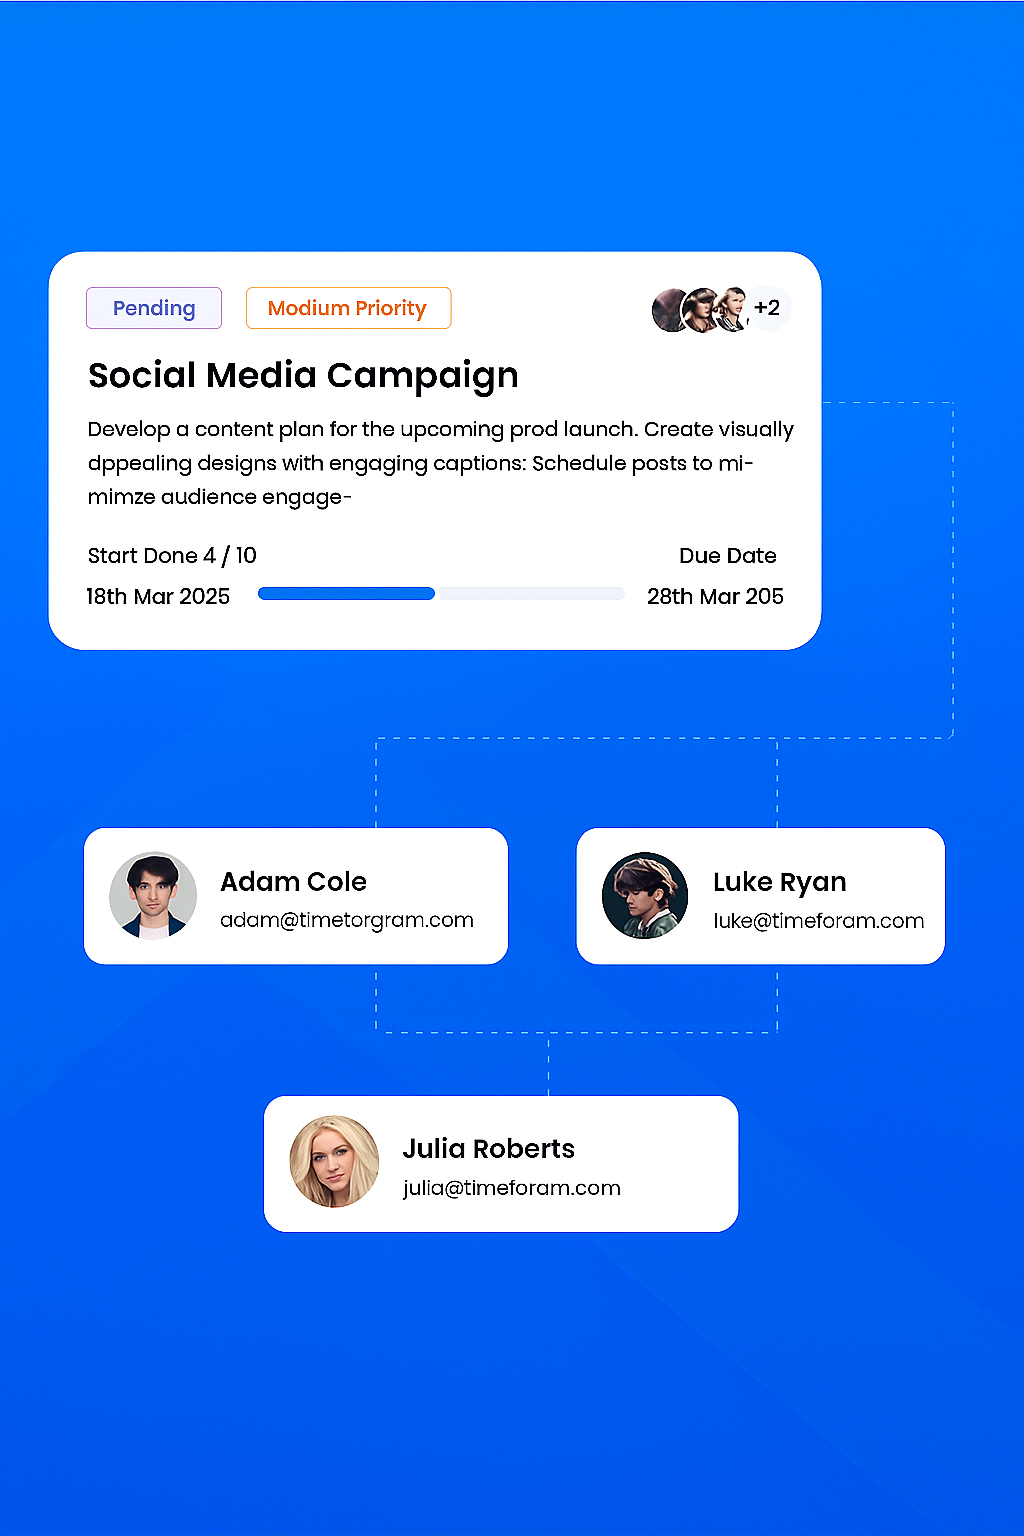 Pending
Modium Priority
+2
Social Media Campaign
Develop a content plan for the upcoming prod launch. Create visually
dppealing designs with engaging captions: Schedule posts to mi-
mimze audience engage-
Start Done 4 / 10
Due Date
18th Mar 2025
28th Mar 205
Adam Cole
adam@timetorgram.com
Luke Ryan
luke@timeforam.com
Julia Roberts
julia@timeforam.com